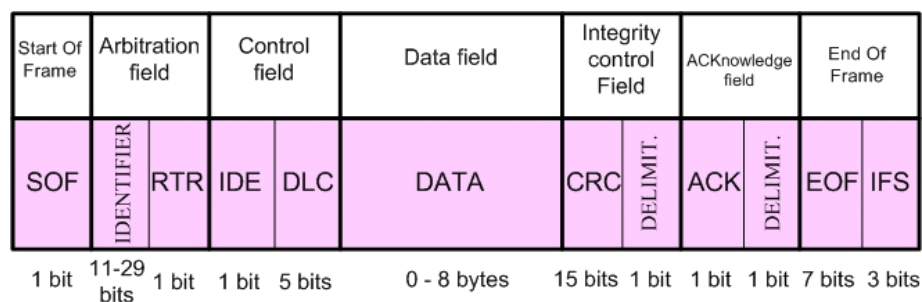 Start Of
Frame
Arbitration
field
Control
field
Data field
Integrity
control
Field
ACKnowledge
field
End Of
Frame
SOF
IDENTIFIER
RTR
IDE
DLC
DATA
CRC
DELIMIT.
ACK
DELIMIT.
EOF
IFS
1 bit
11-29
bits
1 bit
1 bit
5 bits
0 - 8 bytes
15 bits
1 bit
1 bit
1 bit
7 bits
3 bits